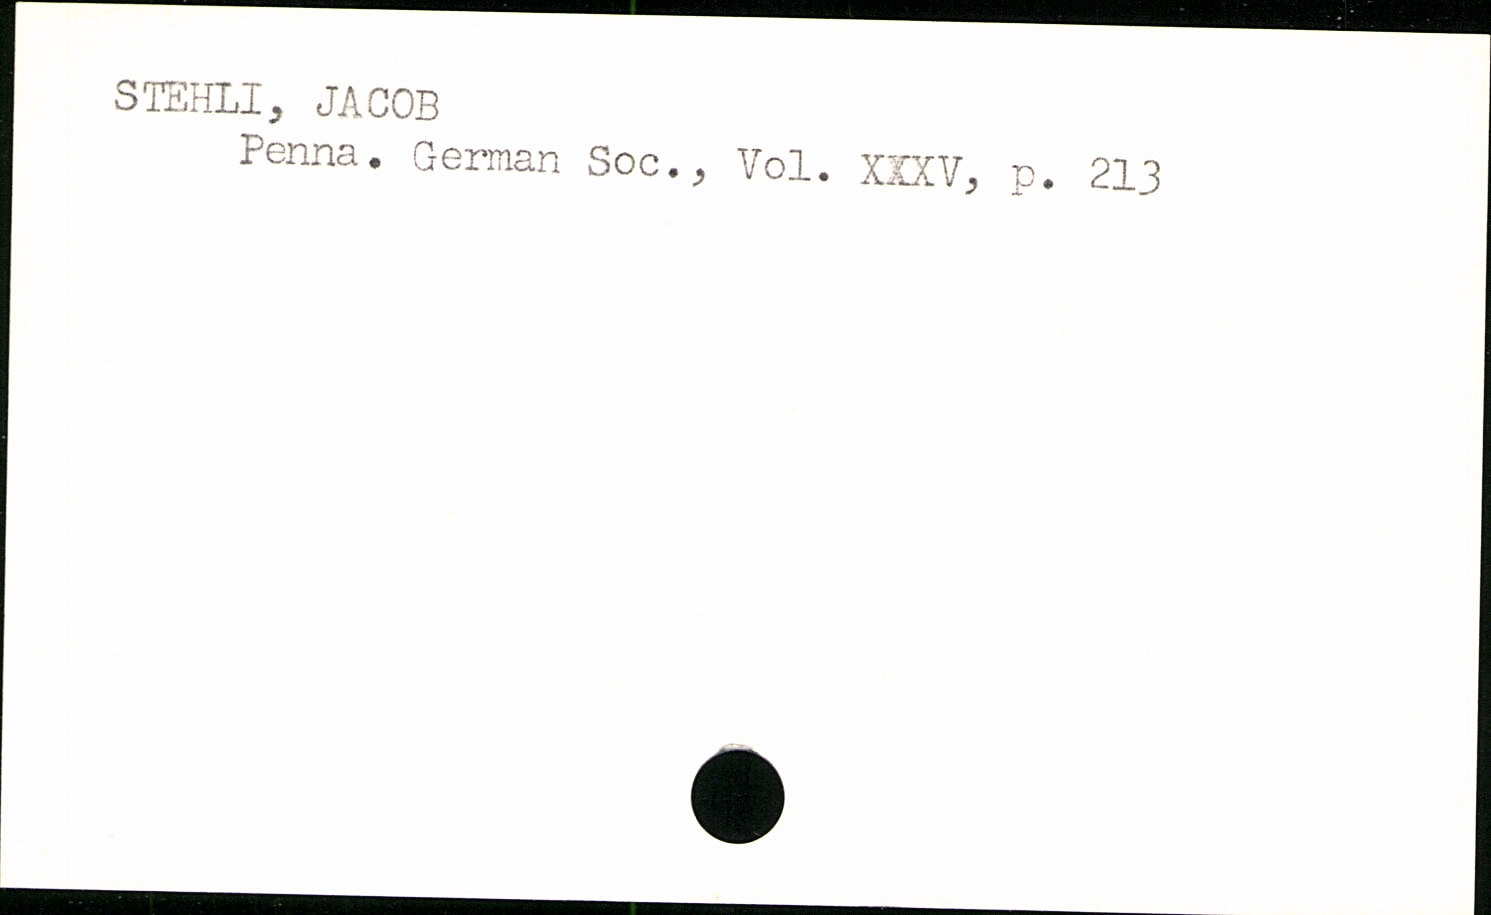 STEHLI, JACOB
Penna. German Soc., Vol. XXXV, p. 213